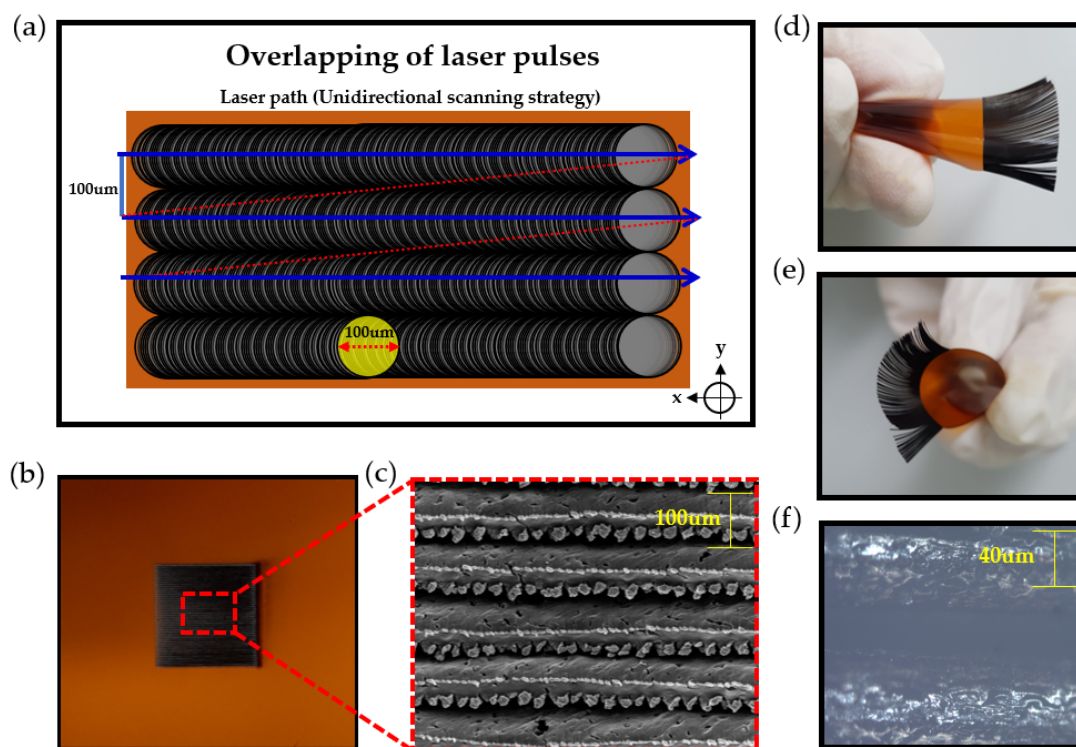 (a)
Overlapping of laser pulses
Laser path (Unidirectional scanning strategy)
100um
100um
y
x
(b)
(c)
100um
(d)
(e)
(f)
40um